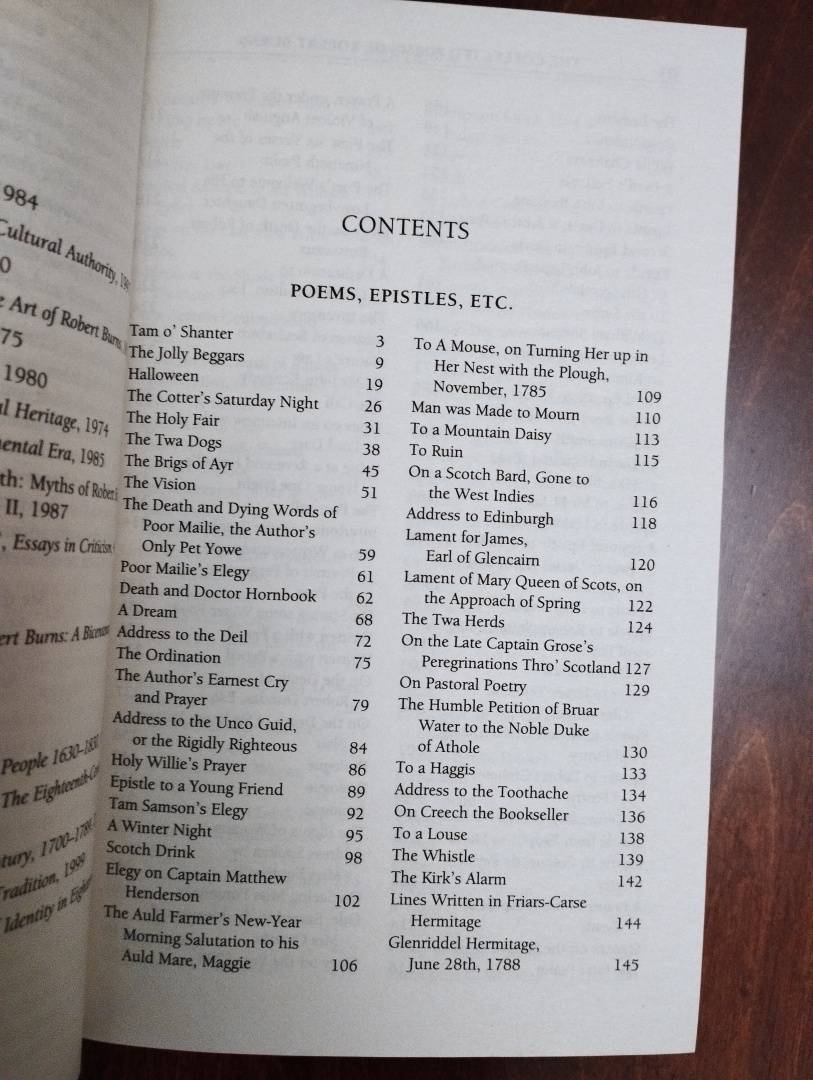 984
Cultural Authority,
0
Art of Robert Burns,
75
1980
Heritage, 1974
Era, 1985
Myths of
II, 1987
Essays in Criticism
Burns: A
People 1630–
The
1700–
1999
Identity in
CONTENTS
POEMS, EPISTLES, ETC.
Tam o' Shanter 3
The Jolly Beggars 9
Halloween 19
The Cotter's Saturday Night 26
The Holy Fair 31
The Twa Dogs 38
The Brigs of Ayr 45
The Vision 51
The Death and Dying Words of
Poor Mailie, the Author's
Only Pet Yowe 59
Poor Mailie's Elegy 61
Death and Doctor Hornbook 62
A Dream 68
Address to the Deil 72
The Ordination 75
The Author's Earnest Cry
and Prayer 79
Address to the Unco Guid,
or the Rigidly Righteous 84
Holy Willie's Prayer 86
Epistle to a Young Friend 89
Tam Samson's Elegy 92
A Winter Night 95
Scotch Drink 98
Elegy on Captain Matthew
Henderson 102
The Auld Farmer's New-Year
Morning Salutation to his
Auld Mare, Maggie 106
To A Mouse, on Turning Her up in
Her Nest with the Plough,
November, 1785 109
Man was Made to Mourn 110
To a Mountain Daisy 113
To Ruin 115
On a Scotch Bard, Gone to
the West Indies 116
Address to Edinburgh 118
Lament for James,
Earl of Glencairn 120
Lament of Mary Queen of Scots, on
the Approach of Spring 122
The Twa Herds 124
On the Late Captain Grose's
Peregrinations Thro' Scotland 127
On Pastoral Poetry 129
The Humble Petition of Bruar
Water to the Noble Duke
of Athole 130
To a Haggis 133
Address to the Toothache 134
On Creech the Bookseller 136
To a Louse 138
The Whistle 139
The Kirk's Alarm 142
Lines Written in Friars-Carse
Hermitage 144
Glenriddel Hermitage,
June 28th, 1788 145